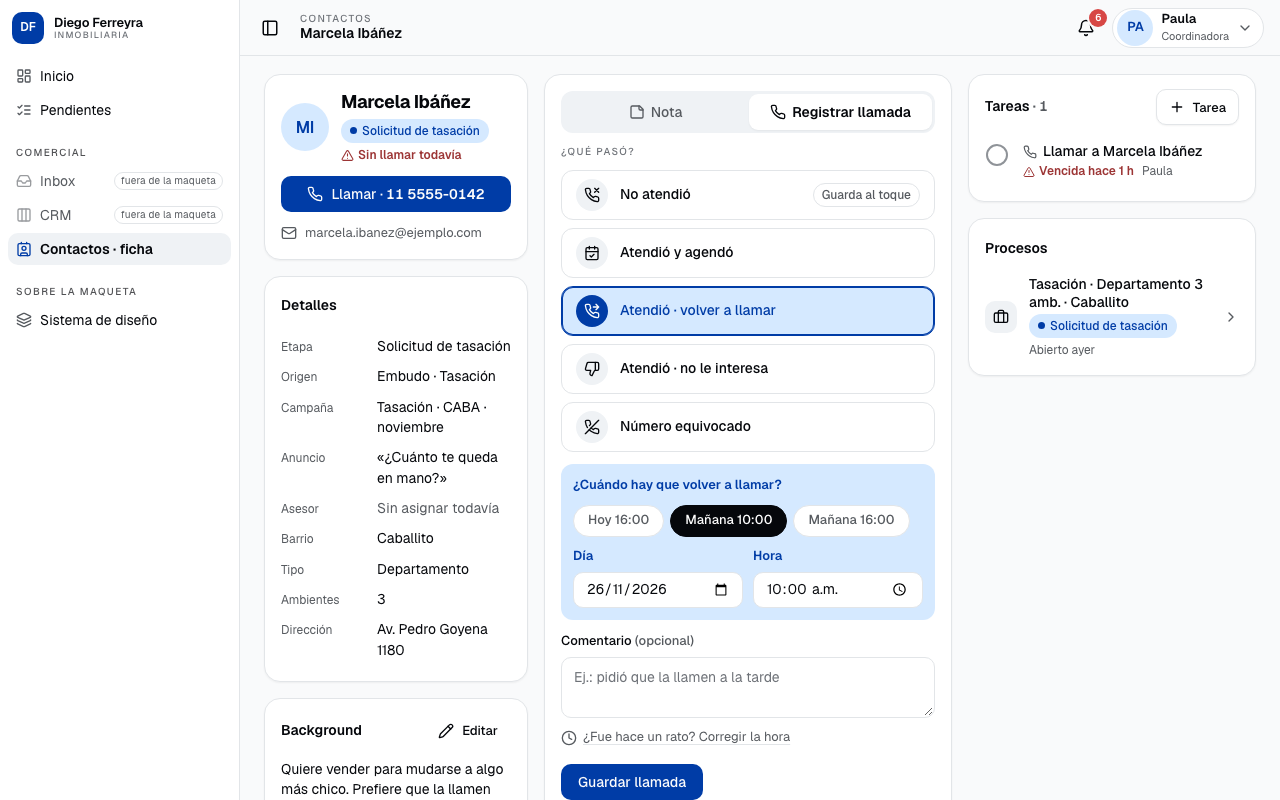 DF
Diego Ferreyra
INMOBILIARIA
Inicio
Pendientes
COMERCIAL
Inbox
fuera de la maqueta
CRM
fuera de la maqueta
Contactos · ficha
SOBRE LA MAQUETA
Sistema de diseño
CONTACTOS
Marcela Ibáñez
6
PA
Paula
Coordinadora
MI
Marcela Ibáñez
Solicitud de tasación
Sin llamar todavía
Llamar · 11 5555-0142
marcela.ibanez@ejemplo.com
Detalles
Etapa
Solicitud de tasación
Origen
Embudo · Tasación
Campaña
Tasación · CABA ·
noviembre
Anuncio
«¿Cuánto te queda
en mano?»
Asesor
Sin asignar todavía
Barrio
Caballito
Tipo
Departamento
Ambientes
3
Dirección
Av. Pedro Goyena
1180
Background
Editar
Quiere vender para mudarse a algo
más chico. Prefiere que la llamen
Nota
Registrar llamada
¿QUÉ PASÓ?
No atendió
Guarda al toque
Atendió y agendó
Atendió · volver a llamar
Atendió · no le interesa
Número equivocado
¿Cuándo hay que volver a llamar?
Hoy 16:00
Mañana 10:00
Mañana 16:00
Día
Hora
26/11/2026
10:00 a.m.
Comentario (opcional)
Ej.: pidió que la llamen a la tarde
¿Fue hace un rato? Corregir la hora
Guardar llamada
Tareas · 1
Tarea
Llamar a Marcela Ibáñez
Vencida hace 1 h Paula
Procesos
Tasación · Departamento 3
amb. · Caballito
Solicitud de tasación
Abierto ayer